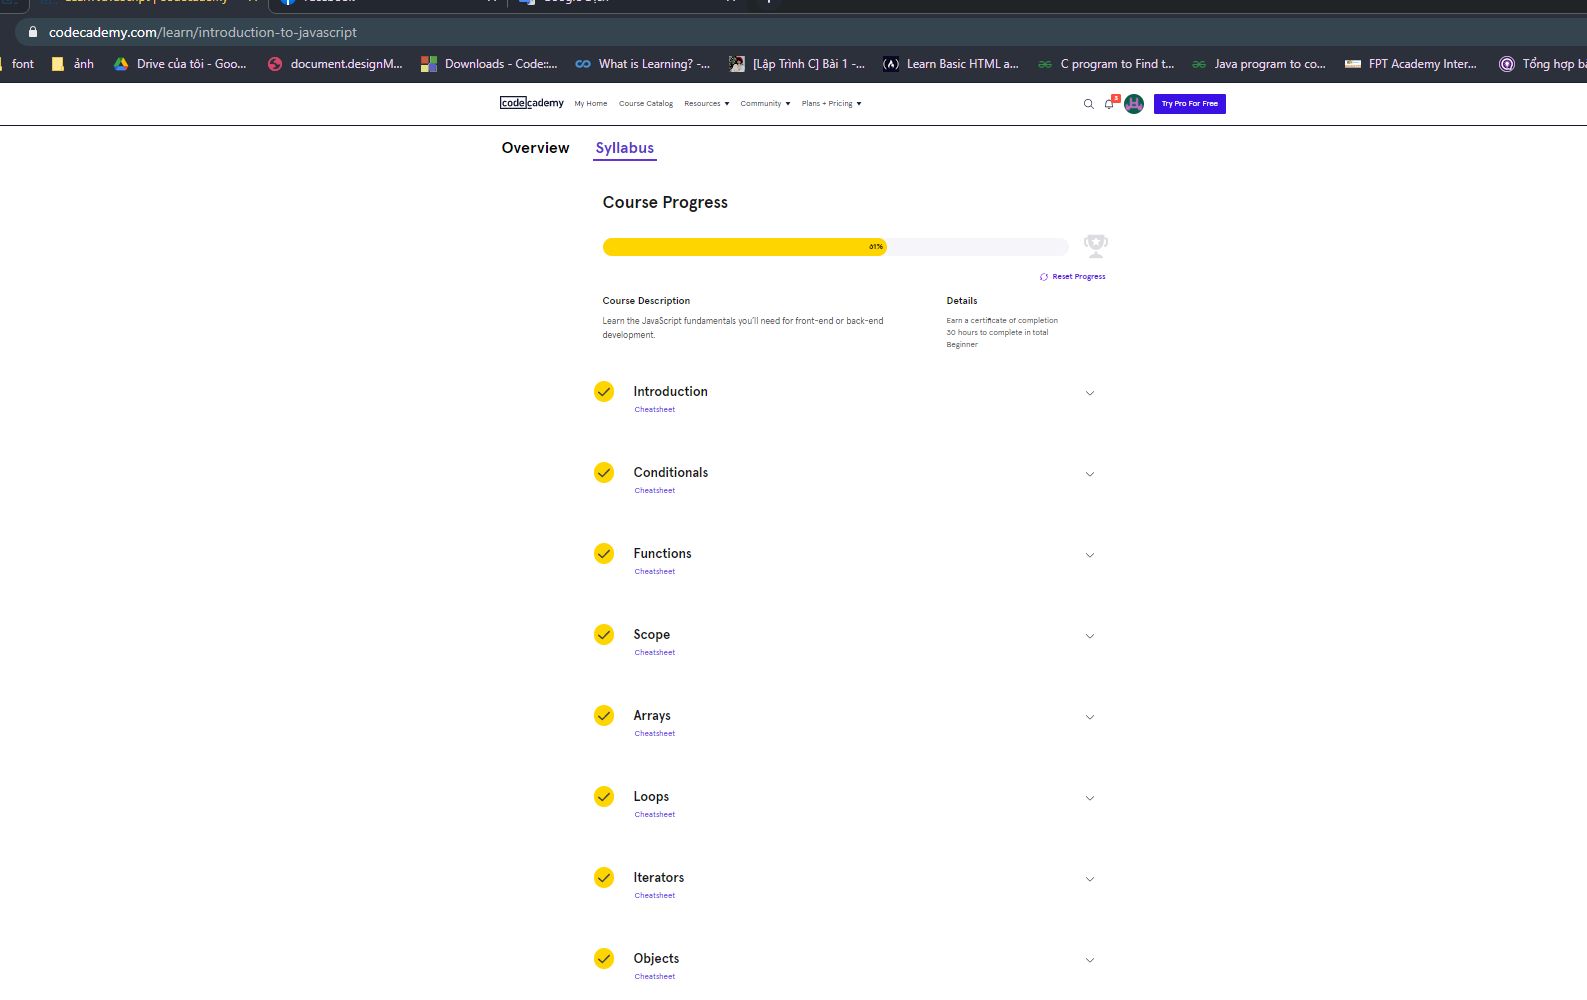 codecademy.com/learn/introduction-to-javascript
font ảnh Drive của tôi - Goo... document.designM... Downloads - Code::... What is Learning? -... [Lập Trình C] Bài 1 -... Learn Basic HTML a... C program to Find t... Java program to co... FPT Academy Inter... Tổng hợp bà
codecademy My Home Course Catalog Resources Community Plans + Pricing 3 Try Pro For Free
Overview Syllabus
Course Progress
61%
Reset Progress
Course Description
Learn the JavaScript fundamentals you'll need for front-end or back-end
development.
Details
Earn a certificate of completion
30 hours to complete in total
Beginner
Introduction
Cheatsheet
Conditionals
Cheatsheet
Functions
Cheatsheet
Scope
Cheatsheet
Arrays
Cheatsheet
Loops
Cheatsheet
Iterators
Cheatsheet
Objects
Cheatsheet